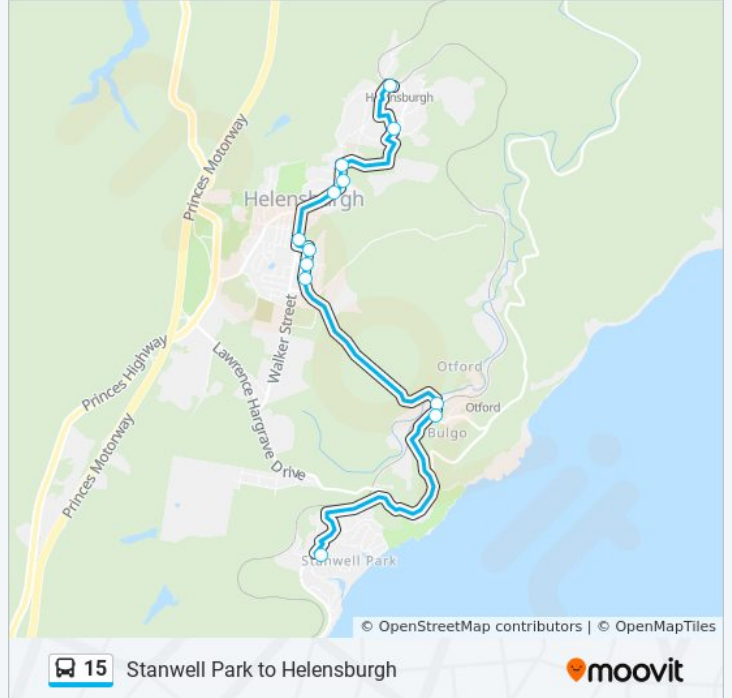 Helensburgh
Princes Motorway
Helensburgh
Walker Street
Princes Highway
Lawrence Hargrave Drive
Otford
Otford
Bulgo
Princes Motorway
Stanwell Park
© OpenStreetMap contributors | © OpenMapTiles
15 Stanwell Park to Helensburgh
moovit